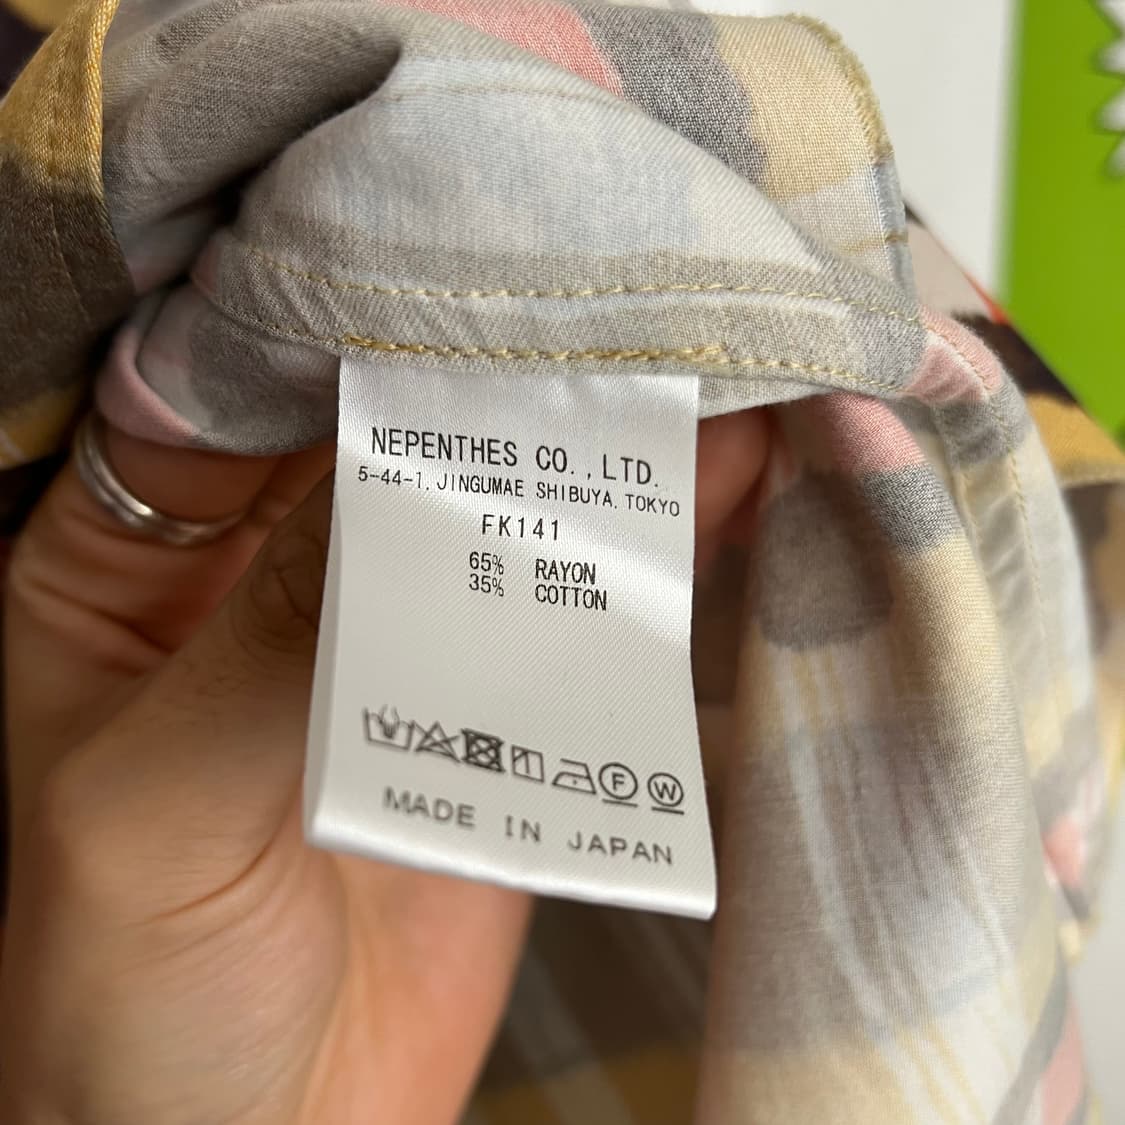 NEPENTHES CO.,LTD.
5-44-1. JINGUMAE SHIBUYA. TOKYO
FK141
65% RAYON
35% COTTON
F W
MADE IN JAPAN